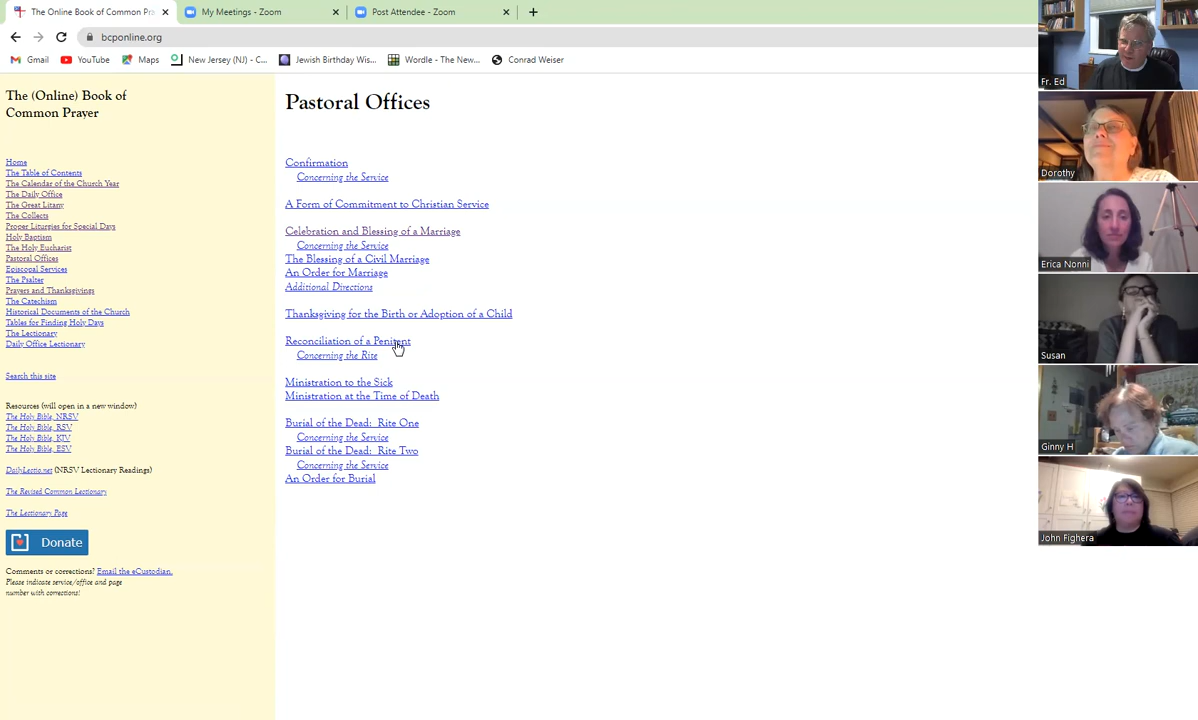 The Online Book of Common Pra
My Meetings - Zoom
Post Attendee - Zoom
bcponline.org
Gmail
YouTube
Maps
New Jersey (NJ) - C...
Jewish Birthday Wis...
Wordle - The New...
Conrad Weiser
The (Online) Book of
Common Prayer
Home
The Table of Contents
The Calendar of the Church Year
The Daily Office
The Great Litany
The Collects
Proper Liturgies for Special Days
Holy Baptism
The Holy Eucharist
Pastoral Offices
Episcopal Services
The Psalter
Prayers and Thanksgivings
The Catechism
Historical Documents of the Church
Tables for Finding Holy Days
The Lectionary
Daily Office Lectionary
Search this site
Resources (will open in a new window)
The Holy Bible, NRSV
The Holy Bible, RSV
The Holy Bible, KJV
The Holy Bible, ESV
DailyLectio.net (NRSV Lectionary Readings)
The Revised Common Lectionary
The Lectionary Page
Donate
Comments or corrections? Email the eCustodian.
Please indicate service/office and page
number with corrections!
Pastoral Offices
Confirmation
Concerning the Service
A Form of Commitment to Christian Service
Celebration and Blessing of a Marriage
Concerning the Service
The Blessing of a Civil Marriage
An Order for Marriage
Additional Directions
Thanksgiving for the Birth or Adoption of a Child
Reconciliation of a Penitent
Concerning the Rite
Ministration to the Sick
Ministration at the Time of Death
Burial of the Dead: Rite One
Concerning the Service
Burial of the Dead: Rite Two
Concerning the Service
An Order for Burial
Fr. Ed
Dorothy
Erica Nonni
Susan
Ginny H
John Fighera